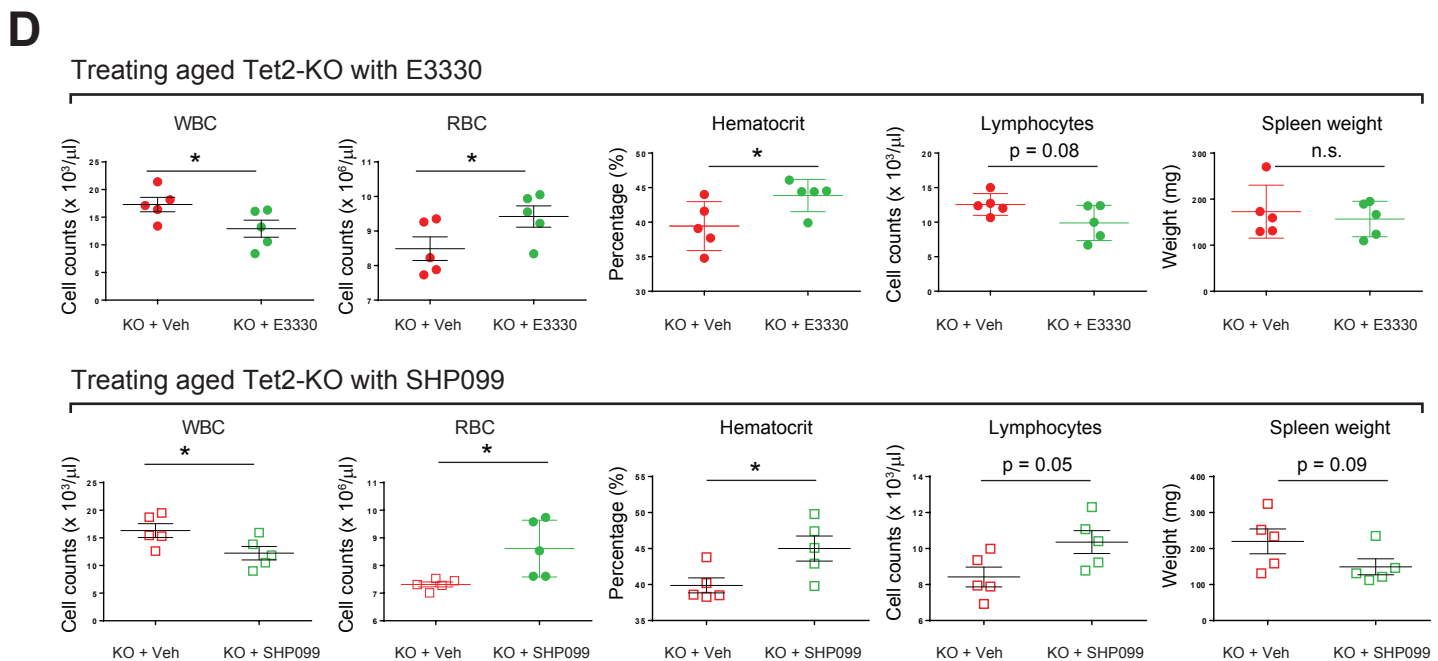 D
Treating aged Tet2-KO with E3330
WBC
*
Cell counts (x 10³/µl)
25
20
15
10
5
0
KO + Veh
KO + E3330
RBC
*
Cell counts (x 10⁶/µl)
11
10
9
8
7
KO + Veh
KO + E3330
Hematocrit
*
Percentage (%)
50
45
40
35
30
KO + Veh
KO + E3330
Lymphocytes
p = 0.08
Cell counts (x 10³/µl)
20
15
10
5
0
KO + Veh
KO + E3330
Spleen weight
n.s.
Weight (mg)
300
200
100
0
KO + Veh
KO + E3330
Treating aged Tet2-KO with SHP099
WBC
*
Cell counts (x 10³/µl)
25
20
15
10
5
0
KO + Veh
KO + SHP099
RBC
*
Cell counts (x 10⁶/µl)
11
10
9
8
7
6
KO + Veh
KO + SHP099
Hematocrit
*
Percentage (%)
55
50
45
40
35
KO + Veh
KO + SHP099
Lymphocytes
p = 0.05
Cell counts (x 10³/µl)
14
12
10
8
6
KO + Veh
KO + SHP099
Spleen weight
p = 0.09
Weight (mg)
400
300
200
100
0
KO + Veh
KO + SHP099